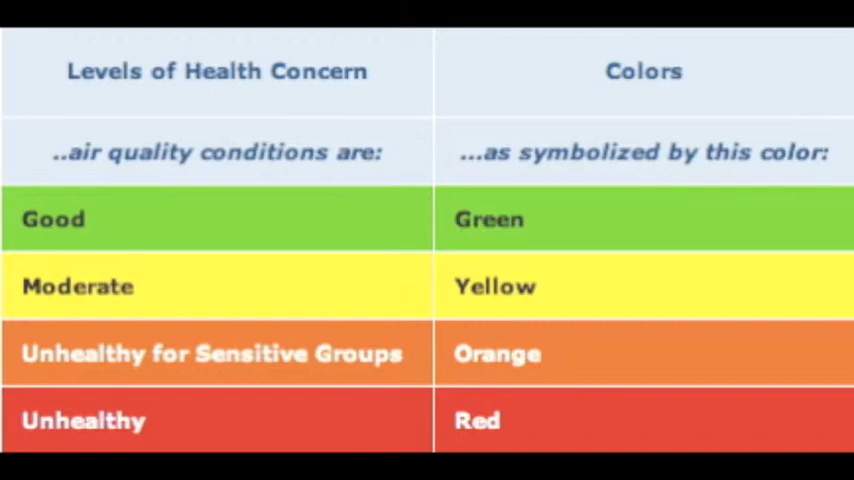 Levels of Health Concern
Colors
..air quality conditions are:
...as symbolized by this color:
Good
Green
Moderate
Yellow
Unhealthy for Sensitive Groups
Orange
Unhealthy
Red